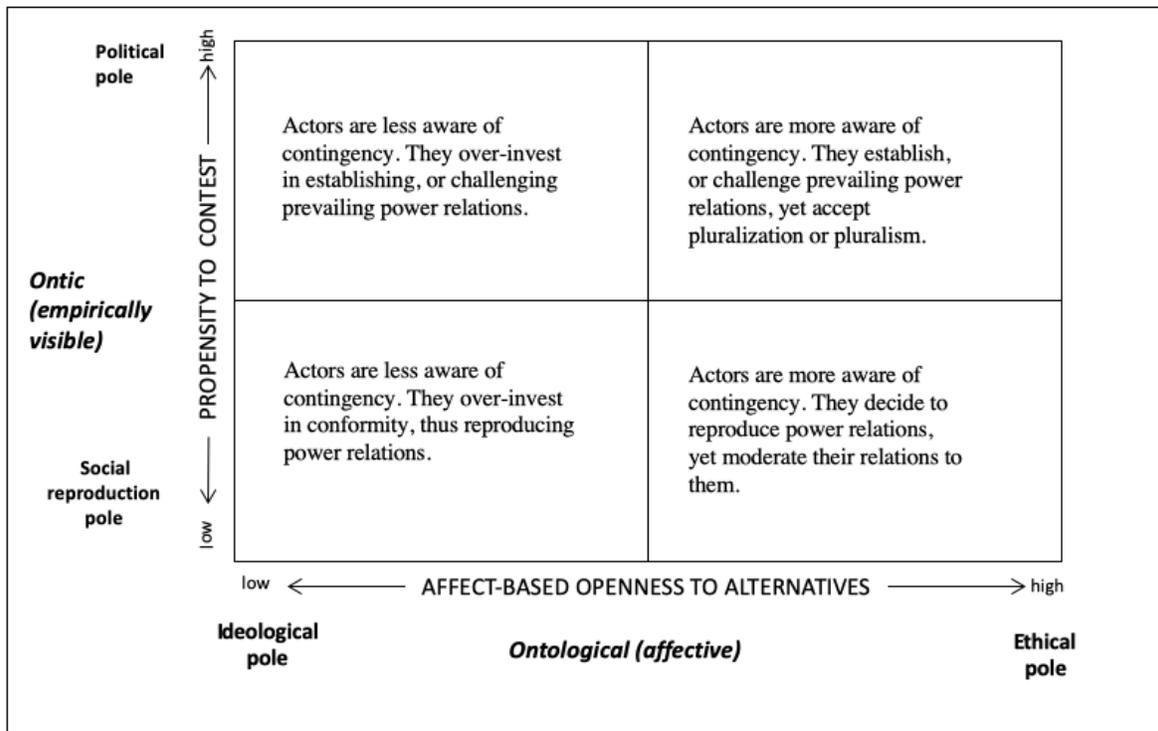 Political
pole
high
Actors are less aware of
contingency. They over-invest
in establishing, or challenging
prevailing power relations.
Actors are more aware of
contingency. They establish,
or challenge prevailing power
relations, yet accept
pluralization or pluralism.
PROPENSITY TO CONTEST
Ontic
(empirically
visible)
Actors are less aware of
contingency. They over-invest
in conformity, thus reproducing
power relations.
Actors are more aware of
contingency. They decide to
reproduce power relations,
yet moderate their relations to
them.
Social
reproduction
pole
low
low
AFFECT-BASED OPENNESS TO ALTERNATIVES
high
Ideological
pole
Ontological (affective)
Ethical
pole